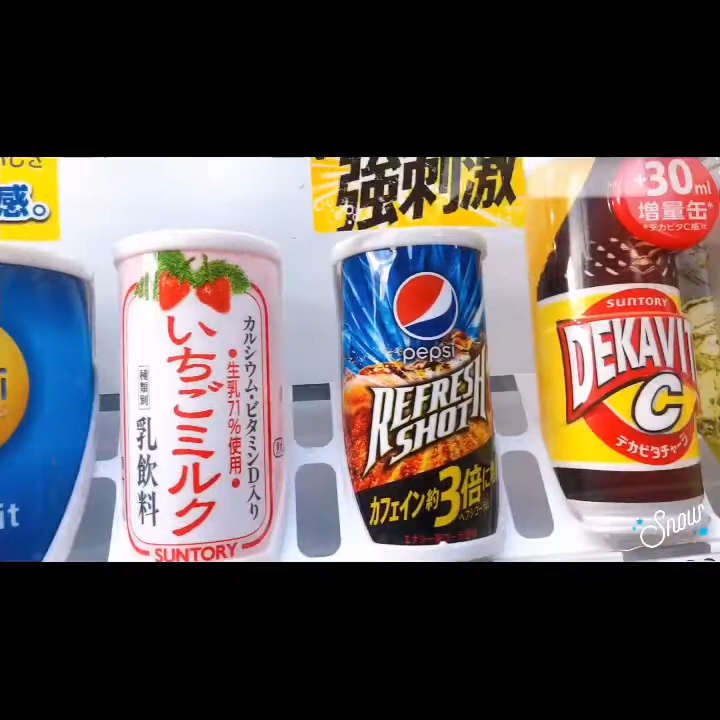 感。
it
いちごミルク
カルシウム・ビタミンD入り
●生乳71%使用●
種類別
乳飲料
SUNTORY
強刺激
pepsi
REFRESH
SHOT
カフェイン約3倍に
+30ml
増量缶*
*デカビタC瓶比
SUNTORY
DEKAVITA
C
デカビタチャージ
Snow